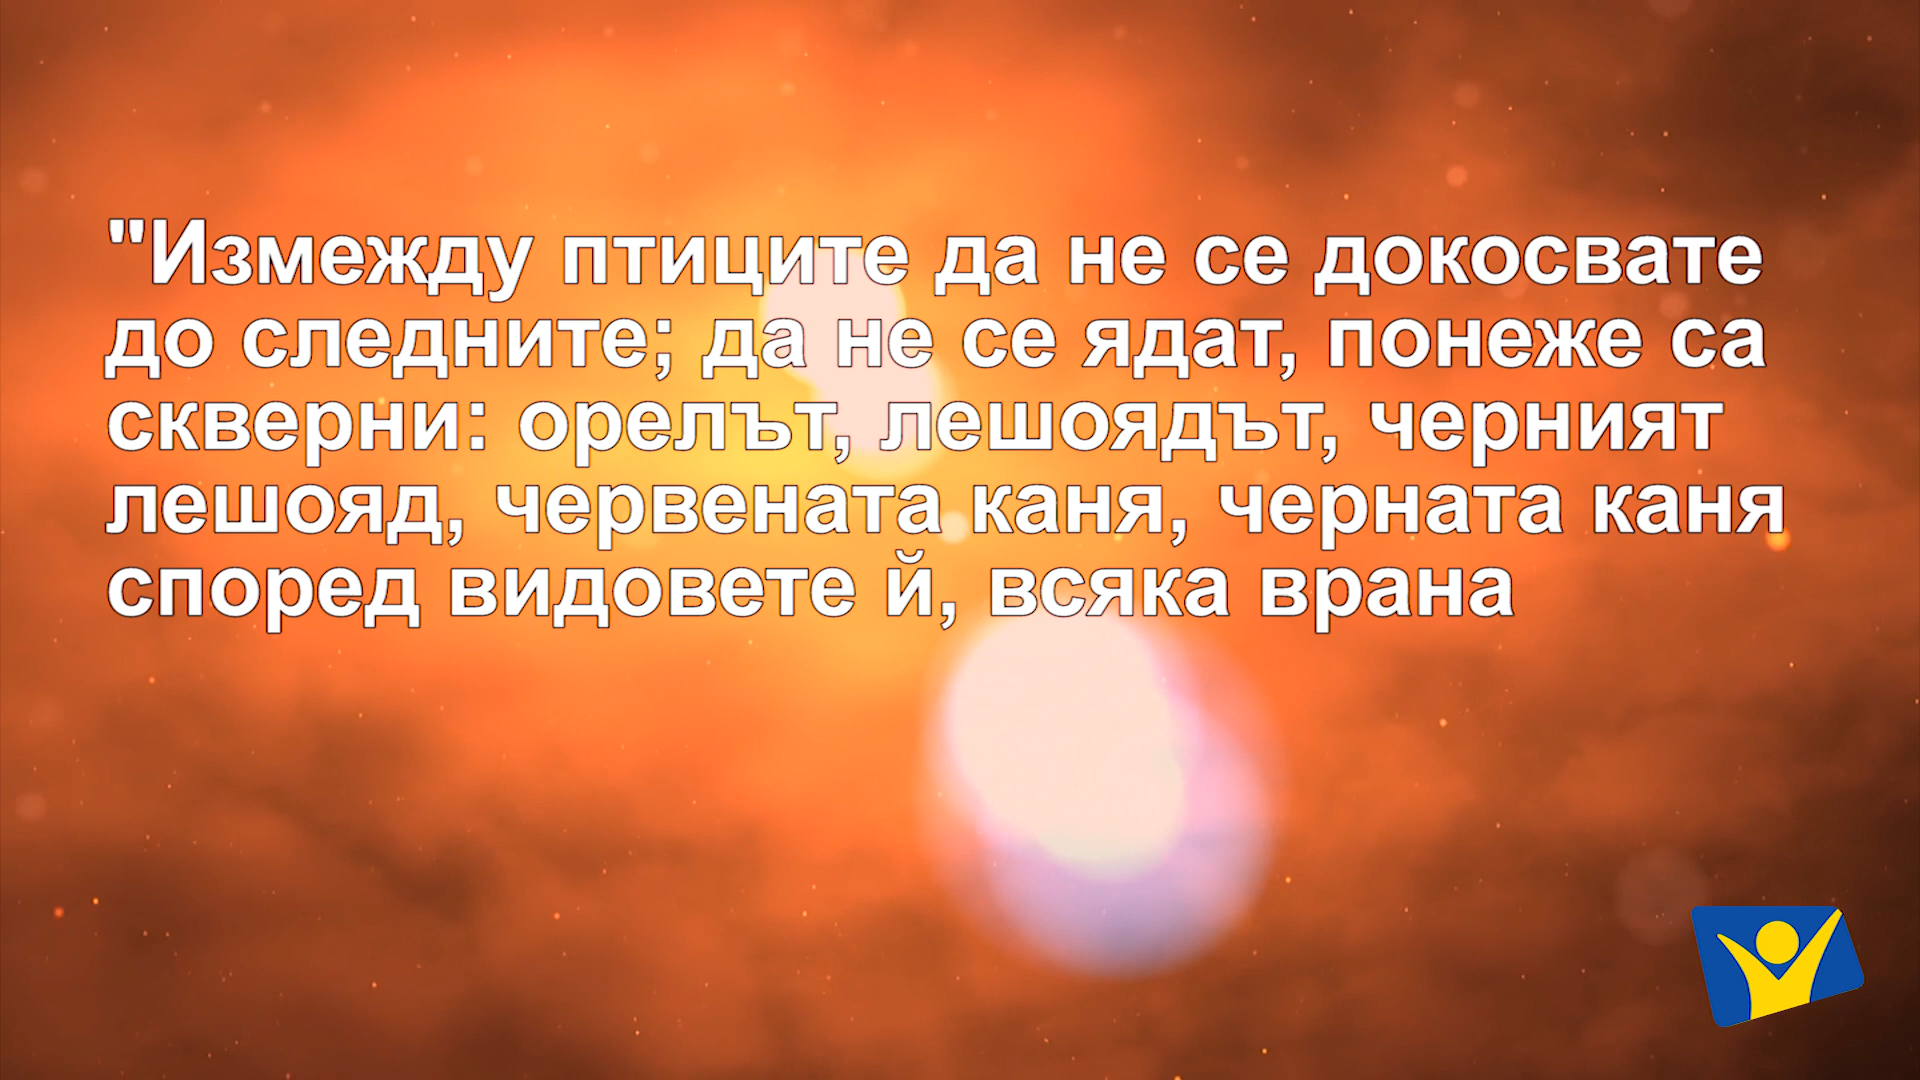 "Измежду птиците да не се докосвате
до следните; да не се ядат, понеже са
скверни: орелът, лешоядът, черният
лешояд, червената каня, черната каня
според видовете й, всяка врана